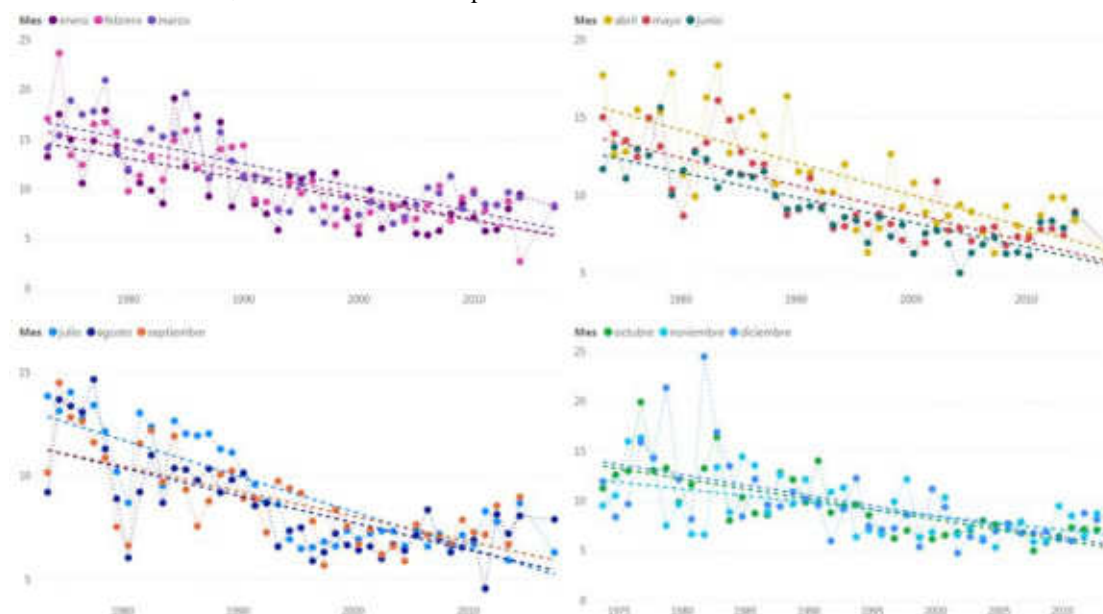 Mes enero febrero marzo
25
20
15
10
5
0
1980 1990 2000 2010
Mes abril mayo junio
20
15
10
5
1980 1990 2000 2010
Mes julio agosto septiembre
15
10
5
1980 1990 2000 2010
Mes octubre noviembre diciembre
25
20
15
10
5
0
1975 1980 1985 1990 1995 2000 2005 2010